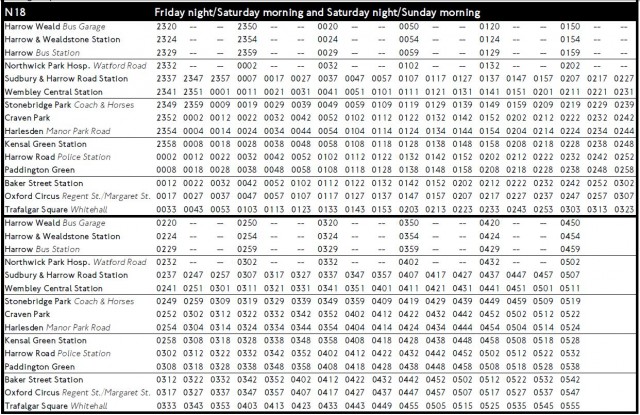 N18 Friday night/Saturday morning and Saturday night/Sunday morning
Harrow Weald Bus Garage 2320 -- -- 2350 -- -- 0020 -- -- 0050 -- -- 0120 -- -- 0150 -- --
Harrow & Wealdstone Station 2324 -- -- 2354 -- -- 0024 -- -- 0054 -- -- 0124 -- -- 0154 -- --
Harrow Bus Station 2329 -- -- 2359 -- -- 0029 -- -- 0059 -- -- 0129 -- -- 0159 -- --
Northwick Park Hosp. Watford Road 2332 -- -- 0002 -- -- 0032 -- -- 0102 -- -- 0132 -- -- 0202 -- --
Sudbury & Harrow Road Station 2337 2347 2357 0007 0017 0027 0037 0047 0057 0107 0117 0127 0137 0147 0157 0207 0217 0227
Wembley Central Station 2341 2351 0001 0011 0021 0031 0041 0051 0101 0111 0121 0131 0141 0151 0201 0211 0221 0231
Stonebridge Park Coach & Horses 2349 2359 0009 0019 0029 0039 0049 0059 0109 0119 0129 0139 0149 0159 0209 0219 0229 0239
Craven Park 2352 0002 0012 0022 0032 0042 0052 0102 0112 0122 0132 0142 0152 0202 0212 0222 0232 0242
Harlesden Manor Park Road 2354 0004 0014 0024 0034 0044 0054 0104 0114 0124 0134 0144 0154 0204 0214 0224 0234 0244
Kensal Green Station 2358 0008 0018 0028 0038 0048 0058 0108 0118 0128 0138 0148 0158 0208 0218 0228 0238 0248
Harrow Road Police Station 0002 0012 0022 0032 0042 0052 0102 0112 0122 0132 0142 0152 0202 0212 0222 0232 0242 0252
Paddington Green 0008 0018 0028 0038 0048 0058 0108 0118 0128 0138 0148 0158 0208 0218 0228 0238 0248 0258
Baker Street Station 0012 0022 0032 0042 0052 0102 0112 0122 0132 0142 0152 0202 0212 0222 0232 0242 0252 0302
Oxford Circus Regent St./Margaret St. 0017 0027 0037 0047 0057 0107 0117 0127 0137 0147 0157 0207 0217 0227 0237 0247 0257 0307
Trafalgar Square Whitehall 0033 0043 0053 0103 0113 0123 0133 0143 0153 0203 0213 0223 0233 0243 0253 0303 0313 0323
Harrow Weald Bus Garage 0220 -- -- 0250 -- -- 0320 -- -- 0350 -- -- 0420 -- -- 0450
Harrow & Wealdstone Station 0224 -- -- 0254 -- -- 0324 -- -- 0354 -- -- 0424 -- -- 0454
Harrow Bus Station 0229 -- -- 0259 -- -- 0329 -- -- 0359 -- -- 0429 -- -- 0459
Northwick Park Hosp. Watford Road 0232 -- -- 0302 -- -- 0332 -- -- 0402 -- -- 0432 -- -- 0502
Sudbury & Harrow Road Station 0237 0247 0257 0307 0317 0327 0337 0347 0357 0407 0417 0427 0437 0447 0457 0507
Wembley Central Station 0241 0251 0301 0311 0321 0331 0341 0351 0401 0411 0421 0431 0441 0451 0501 0511
Stonebridge Park Coach & Horses 0249 0259 0309 0319 0329 0339 0349 0359 0409 0419 0429 0439 0449 0459 0509 0519
Craven Park 0252 0302 0312 0322 0332 0342 0352 0402 0412 0422 0432 0442 0452 0502 0512 0522
Harlesden Manor Park Road 0254 0304 0314 0324 0334 0344 0354 0404 0414 0424 0434 0444 0454 0504 0514 0524
Kensal Green Station 0258 0308 0318 0328 0338 0348 0358 0408 0418 0428 0438 0448 0458 0508 0518 0528
Harrow Road Police Station 0302 0312 0322 0332 0342 0352 0402 0412 0422 0432 0442 0452 0502 0512 0522 0532
Paddington Green 0308 0318 0328 0338 0348 0358 0408 0418 0428 0438 0448 0458 0508 0518 0528 0538
Baker Street Station 0312 0322 0332 0342 0352 0402 0412 0422 0432 0442 0452 0502 0512 0522 0532 0542
Oxford Circus Regent St./Margaret St. 0317 0327 0337 0347 0357 0407 0417 0427 0437 0447 0457 0507 0517 0527 0537 0547
Trafalgar Square Whitehall 0333 0343 0353 0403 0413 0423 0433 0443 0449 0455 0505 0515 0525 0535 0545 0555